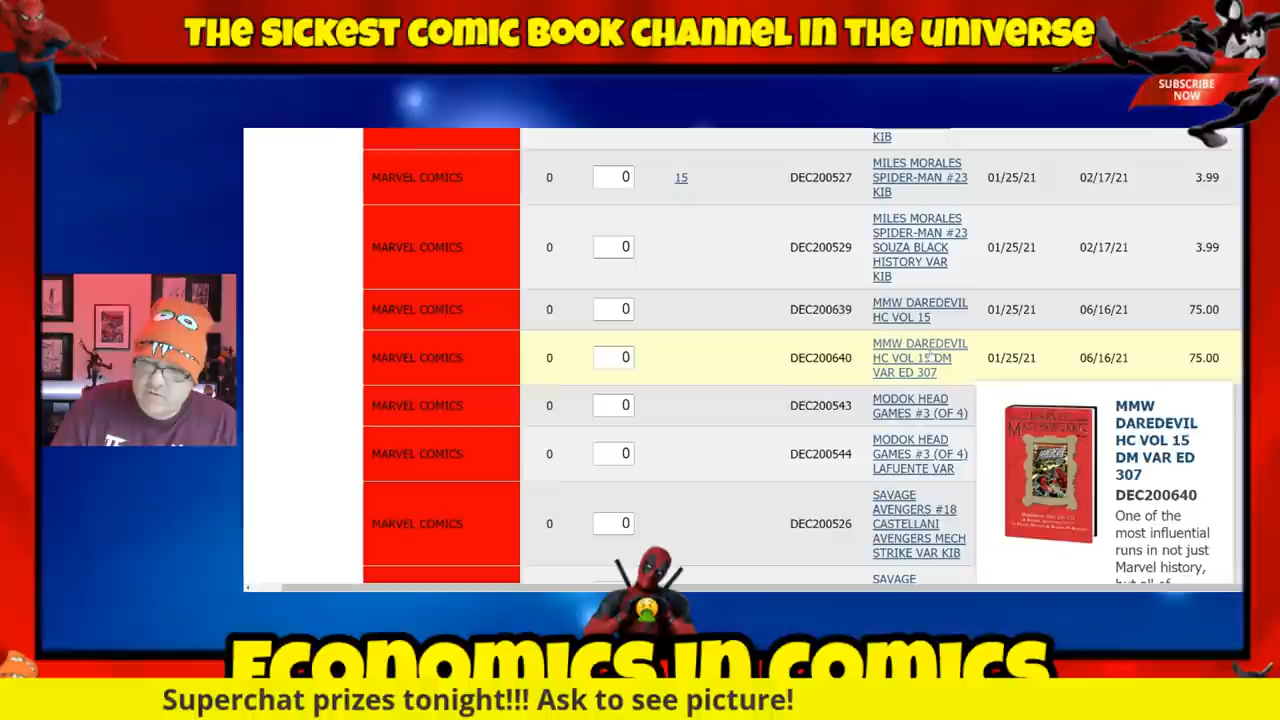 THE SICKEST COMIC BOOK CHANNEL IN THE UNIVERSE
SUBSCRIBE
NOW
KIB
MARVEL COMICS 0 0 15 DEC200527 MILES MORALES
SPIDER-MAN #23
KIB 01/25/21 02/17/21 3.99
MARVEL COMICS 0 0 DEC200529 MILES MORALES
SPIDER-MAN #23
SOUZA BLACK
HISTORY VAR
KIB 01/25/21 02/17/21 3.99
MARVEL COMICS 0 0 DEC200639 MMW DAREDEVIL
HC VOL 15 01/25/21 06/16/21 75.00
MARVEL COMICS 0 0 DEC200640 MMW DAREDEVIL
HC VOL 15 DM
VAR ED 307 01/25/21 06/16/21 75.00
MARVEL COMICS 0 0 DEC200543 MODOK HEAD
GAMES #3 (OF 4)
MARVEL COMICS 0 0 DEC200544 MODOK HEAD
GAMES #3 (OF 4)
LAFUENTE VAR
MARVEL COMICS 0 0 DEC200526 SAVAGE
AVENGERS #18
CASTELLANI
AVENGERS MECH
STRIKE VAR KIB
SAVAGE
MMW
DAREDEVIL
HC VOL 15
DM VAR ED
307
DEC200640
One of the
most influential
runs in not just
Marvel history,
but all of
ECONOMICS IN COMICS
Superchat prizes tonight!!! Ask to see picture!